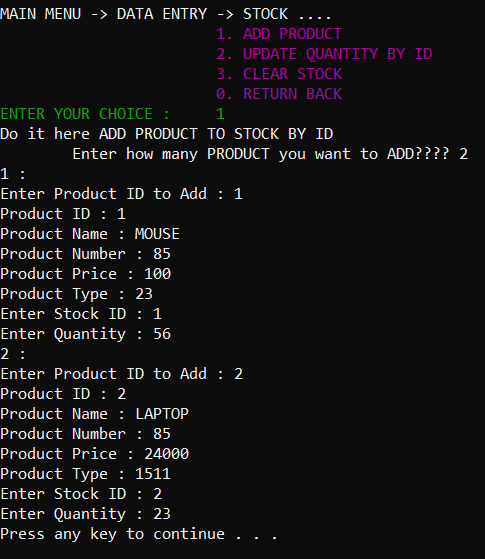 MAIN MENU -> DATA ENTRY -> STOCK ....
1. ADD PRODUCT
2. UPDATE QUANTITY BY ID
3. CLEAR STOCK
0. RETURN BACK
ENTER YOUR CHOICE : 1
Do it here ADD PRODUCT TO STOCK BY ID
Enter how many PRODUCT you want to ADD???? 2
1 :
Enter Product ID to Add : 1
Product ID : 1
Product Name : MOUSE
Product Number : 85
Product Price : 100
Product Type : 23
Enter Stock ID : 1
Enter Quantity : 56
2 :
Enter Product ID to Add : 2
Product ID : 2
Product Name : LAPTOP
Product Number : 85
Product Price : 24000
Product Type : 1511
Enter Stock ID : 2
Enter Quantity : 23
Press any key to continue . . .